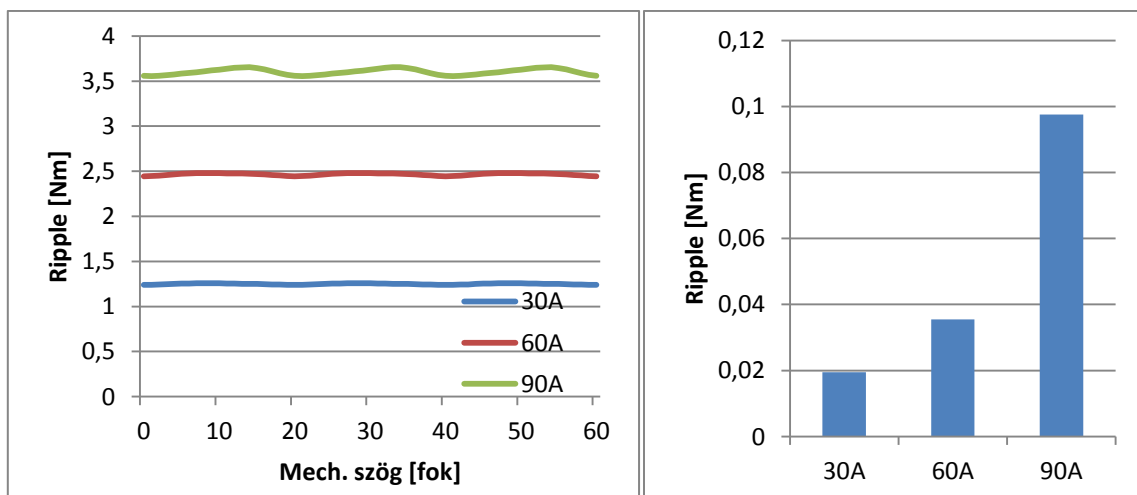 4
3,5
3
2,5
2
1,5
1
0,5
0
Ripple [Nm]
0 10 20 30 40 50 60
Mech. szög [fok]
30A
60A
90A
0,12
0,1
0,08
0,06
0,04
0,02
0
Ripple [Nm]
30A 60A 90A